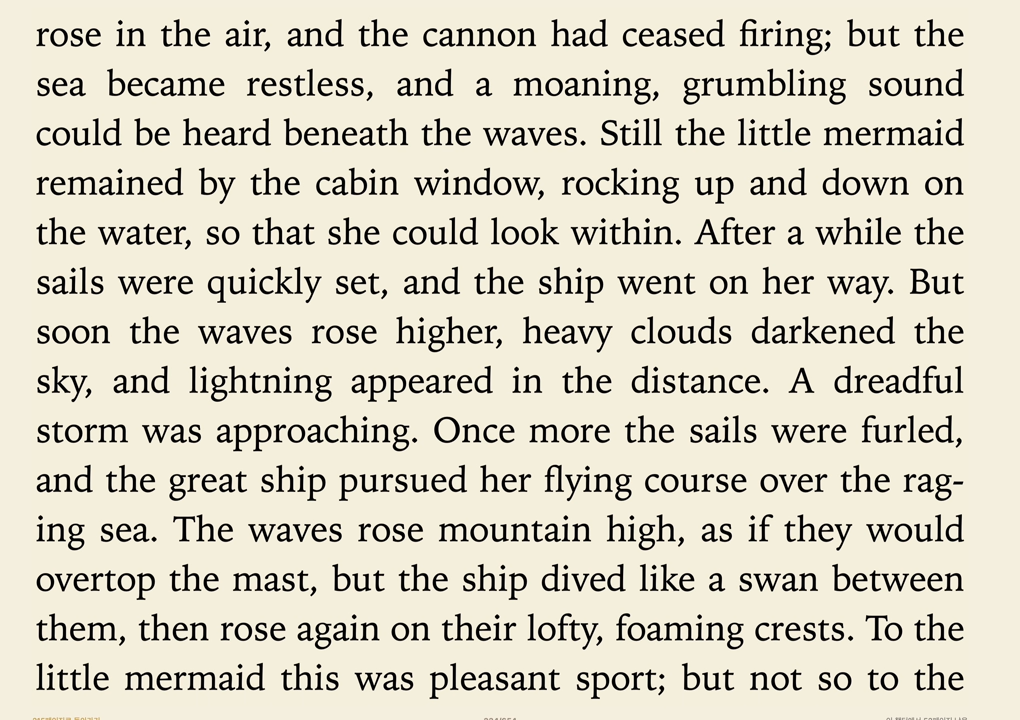 rose in the air, and the cannon had ceased firing; but the
sea became restless, and a moaning, grumbling sound
could be heard beneath the waves. Still the little mermaid
remained by the cabin window, rocking up and down on
the water, so that she could look within. After a while the
sails were quickly set, and the ship went on her way. But
soon the waves rose higher, heavy clouds darkened the
sky, and lightning appeared in the distance. A dreadful
storm was approaching. Once more the sails were furled,
and the great ship pursued her flying course over the rag-
ing sea. The waves rose mountain high, as if they would
overtop the mast, but the ship dived like a swan between
them, then rose again on their lofty, foaming crests. To the
little mermaid this was pleasant sport; but not so to the